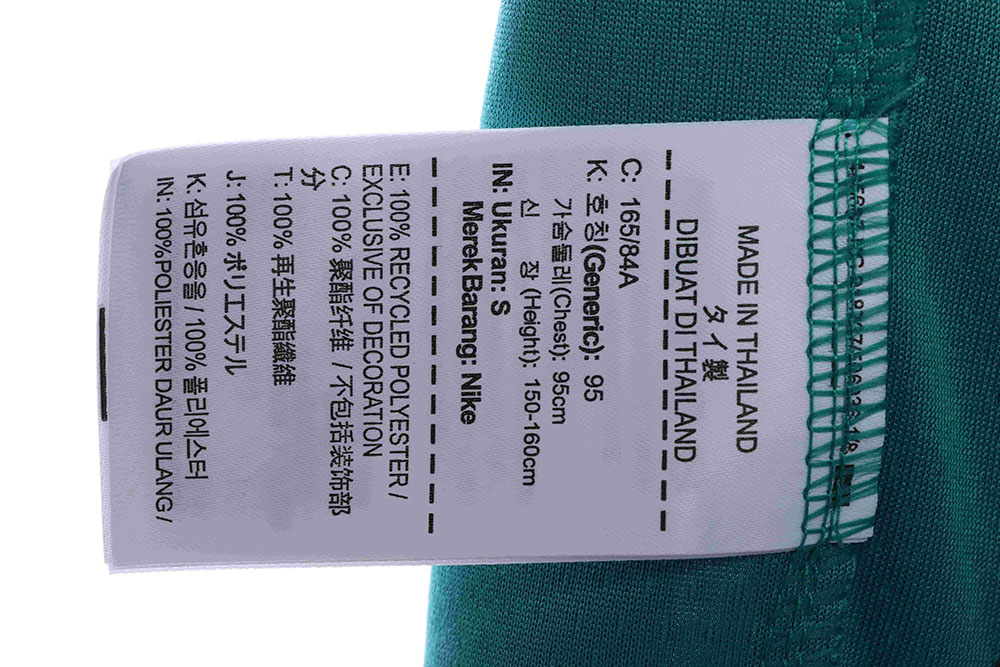 MADE IN THAILAND
タイ製
DIBUAT DI THAILAND
C: 165/84A
K: 호칭(Generic): 95
가슴둘레(Chest): 95cm
신 장 (Height): 150-160cm
IN: Ukuran: S
Merek Barang: Nike
E: 100% RECYCLED POLYESTER /
EXCLUSIVE OF DECORATION
C: 100% 聚酯纤维 / 不包括装饰部
分
T: 100% 再生聚酯纖維
J: 100% ポリエステル
K: 섬유혼용율 / 100% 폴리에스터
IN: 100%POLIESTER DAUR ULANG /